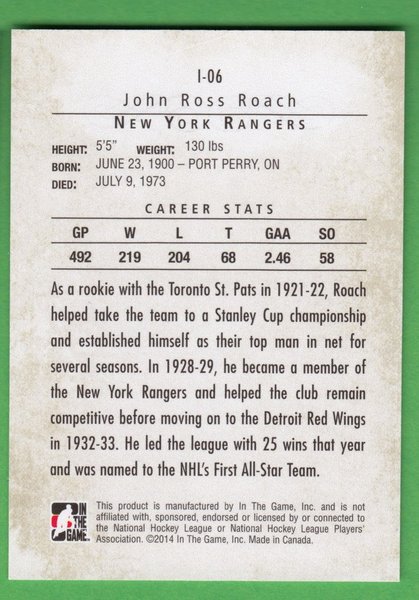 I-06
John Ross Roach
NEW YORK RANGERS
HEIGHT: 5'5" WEIGHT: 130 lbs
BORN: JUNE 23, 1900 – PORT PERRY, ON
DIED: JULY 9, 1973
CAREER STATS
GP W L T GAA SO
492 219 204 68 2.46 58
As a rookie with the Toronto St. Pats in 1921-22, Roach
helped take the team to a Stanley Cup championship
and established himself as their top man in net for
several seasons. In 1928-29, he became a member of
the New York Rangers and helped the club remain
competitive before moving on to the Detroit Red Wings
in 1932-33. He led the league with 25 wins that year
and was named to the NHL's First All-Star Team.
IN THE GAME
This product is manufactured by In The Game, Inc. and is not
affiliated with, sponsored, endorsed or licensed by or connected to
the National Hockey League or National Hockey League Players'
Association. ©2014 In The Game, Inc. Made in Canada.